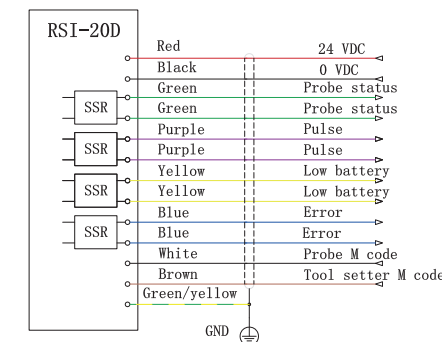 RSI-20D
Red 24 VDC
Black 0 VDC
Green Probe status
SSR
Green Probe status
Purple Pulse
SSR
Purple Pulse
Yellow Low battery
SSR
Yellow Low battery
Blue Error
SSR
Blue Error
White Probe M code
Brown Tool setter M code
Green/yellow
GND